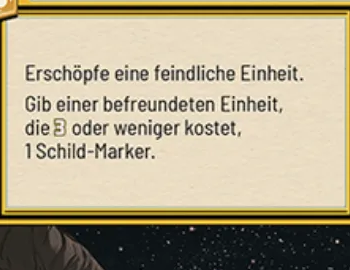 Erschöpfe eine feindliche Einheit.
Gib einer befreundeten Einheit,
die 3 oder weniger kostet,
1 Schild-Marker.